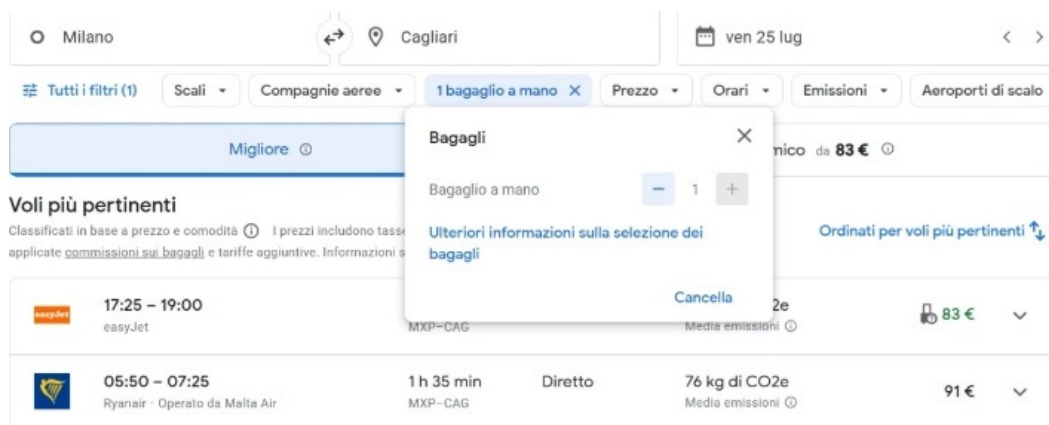 Milano
Cagliari
ven 25 lug
Tutti i filtri (1)
Scali
Compagnie aeree
1 bagaglio a mano
Prezzo
Orari
Emissioni
Aeroporti di scalo
Migliore
da 83 €
Bagagli
Bagaglio a mano
1
Ulteriori informazioni sulla selezione dei
bagagli
Cancella
Voli più pertinenti
Classificati in base a prezzo e comodità I prezzi includono
applicate commissioni sui bagagli e tariffe aggiuntive. Informazioni
Ordinati per voli più pertinenti
easyJet
17:25 – 19:00
easyJet
MXP–CAG
Media emissioni
83 €
05:50 – 07:25
Ryanair · Operato da Malta Air
1 h 35 min
MXP–CAG
Diretto
76 kg di CO2e
Media emissioni
91 €